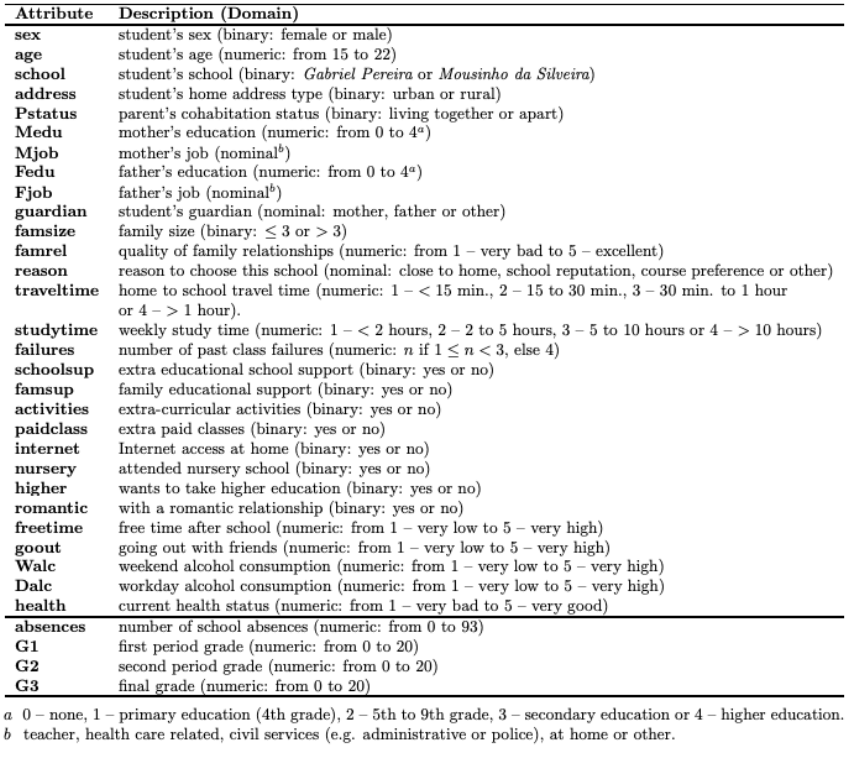 Attribute Description (Domain)
sex student's sex (binary: female or male)
age student's age (numeric: from 15 to 22)
school student's school (binary: Gabriel Pereira or Mousinho da Silveira)
address student's home address type (binary: urban or rural)
Pstatus parent's cohabitation status (binary: living together or apart)
Medu mother's education (numeric: from 0 to 4a)
Mjob mother's job (nominalb)
Fedu father's education (numeric: from 0 to 4a)
Fjob father's job (nominalb)
guardian student's guardian (nominal: mother, father or other)
famsize family size (binary: ≤ 3 or > 3)
famrel quality of family relationships (numeric: from 1 – very bad to 5 – excellent)
reason reason to choose this school (nominal: close to home, school reputation, course preference or other)
traveltime home to school travel time (numeric: 1 – < 15 min., 2 – 15 to 30 min., 3 – 30 min. to 1 hour
or 4 – > 1 hour).
studytime weekly study time (numeric: 1 – < 2 hours, 2 – 2 to 5 hours, 3 – 5 to 10 hours or 4 – > 10 hours)
failures number of past class failures (numeric: n if 1 ≤ n < 3, else 4)
schoolsup extra educational school support (binary: yes or no)
famsup family educational support (binary: yes or no)
activities extra-curricular activities (binary: yes or no)
paidclass extra paid classes (binary: yes or no)
internet Internet access at home (binary: yes or no)
nursery attended nursery school (binary: yes or no)
higher wants to take higher education (binary: yes or no)
romantic with a romantic relationship (binary: yes or no)
freetime free time after school (numeric: from 1 – very low to 5 – very high)
goout going out with friends (numeric: from 1 – very low to 5 – very high)
Walc weekend alcohol consumption (numeric: from 1 – very low to 5 – very high)
Dalc workday alcohol consumption (numeric: from 1 – very low to 5 – very high)
health current health status (numeric: from 1 – very bad to 5 – very good)
absences number of school absences (numeric: from 0 to 93)
G1 first period grade (numeric: from 0 to 20)
G2 second period grade (numeric: from 0 to 20)
G3 final grade (numeric: from 0 to 20)
a 0 – none, 1 – primary education (4th grade), 2 – 5th to 9th grade, 3 – secondary education or 4 – higher education.
b teacher, health care related, civil services (e.g. administrative or police), at home or other.